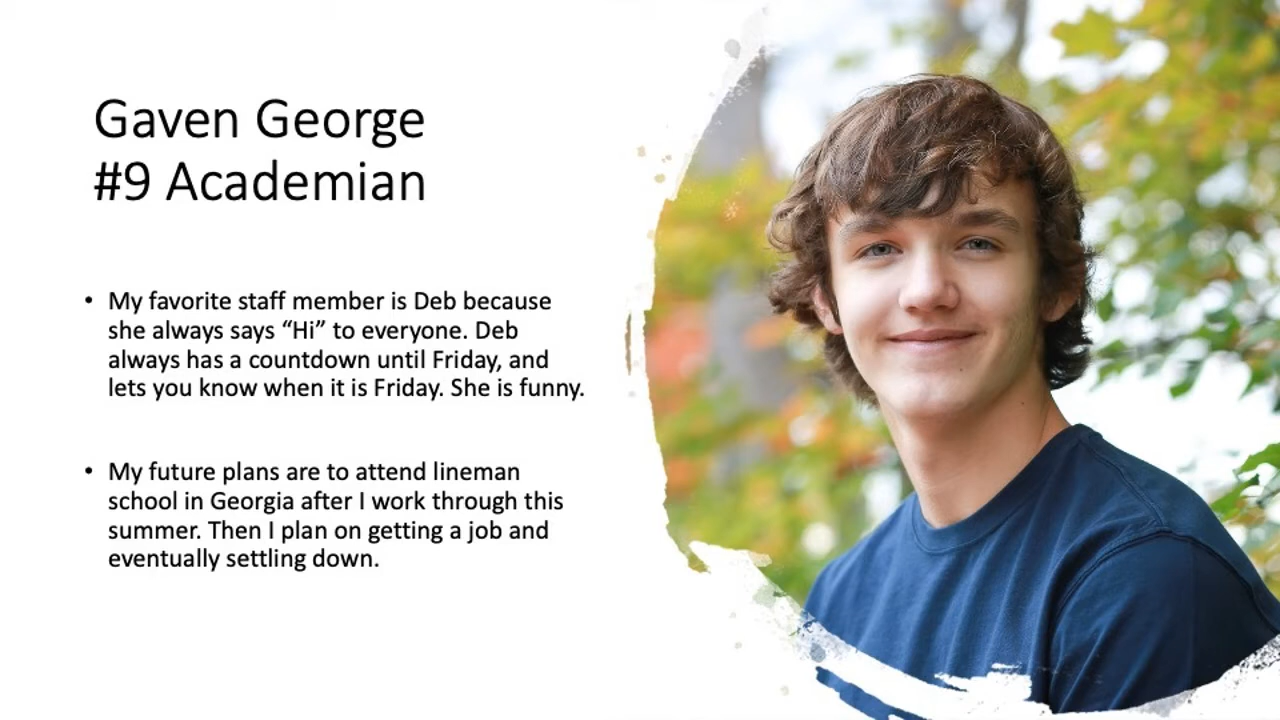 Gaven George
#9 Academian
• My favorite staff member is Deb because
she always says “Hi” to everyone. Deb
always has a countdown until Friday, and
lets you know when it is Friday. She is funny.
• My future plans are to attend lineman
school in Georgia after I work through this
summer. Then I plan on getting a job and
eventually settling down.